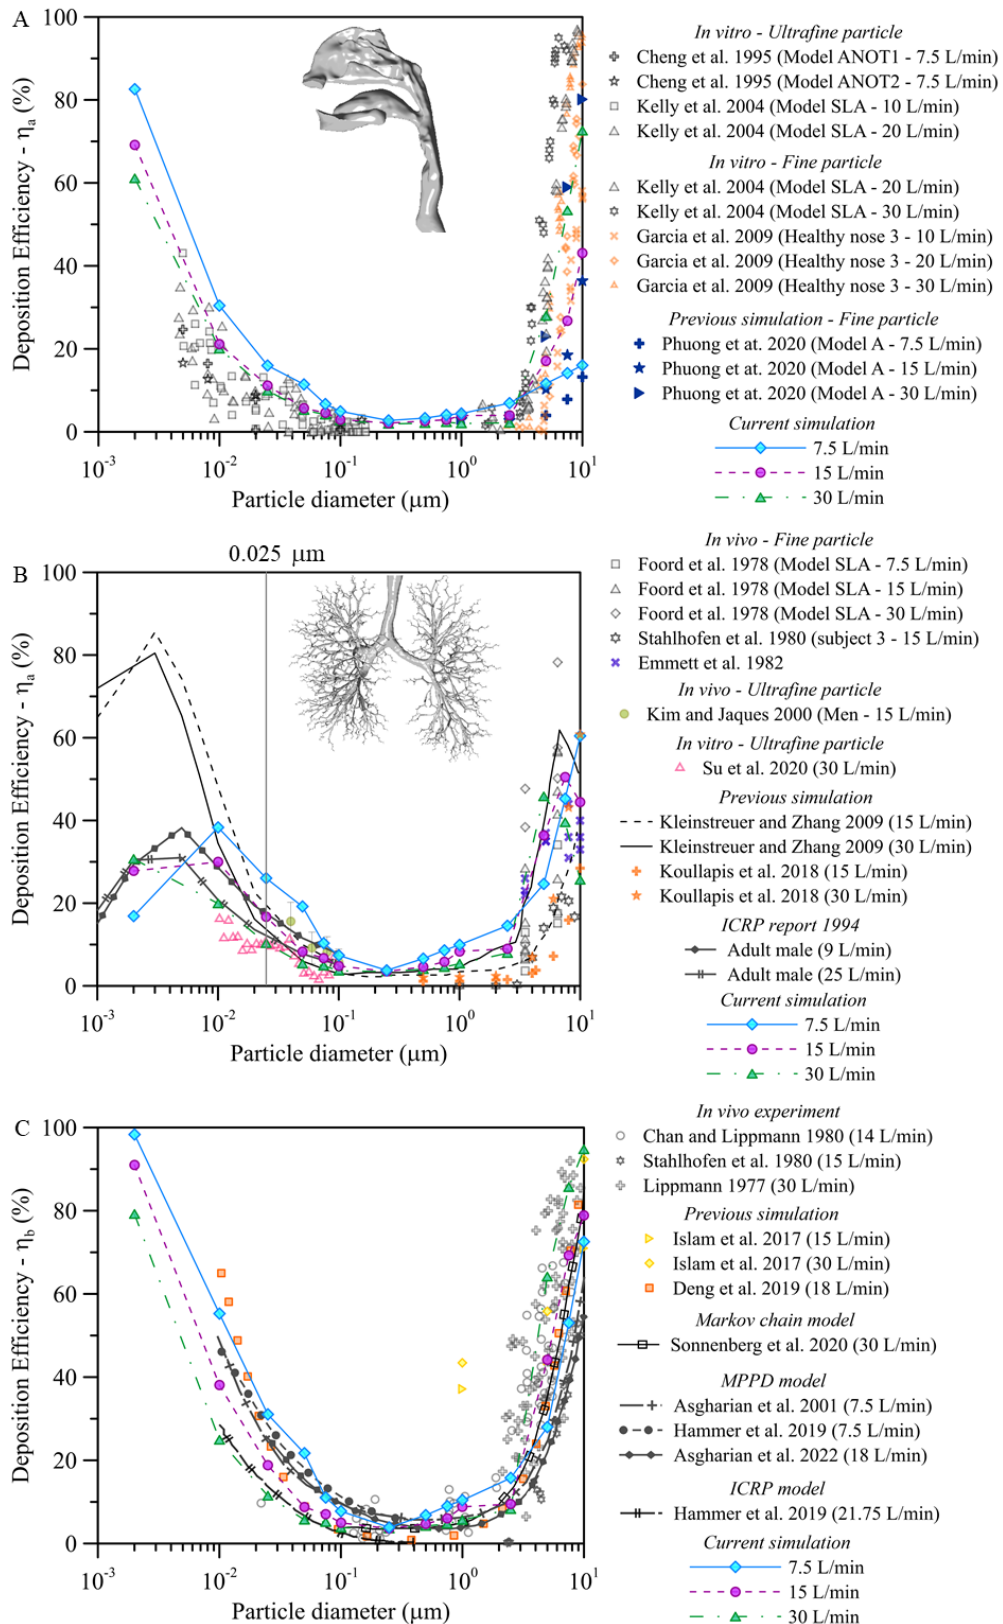 A
100
80
60
40
20
0
Deposition Efficiency - ηa (%)
10-3
10-2
10-1
100
101
Particle diameter (μm)
In vitro - Ultrafine particle
Cheng et al. 1995 (Model ANOT1 - 7.5 L/min)
Cheng et al. 1995 (Model ANOT2 - 7.5 L/min)
Kelly et al. 2004 (Model SLA - 10 L/min)
Kelly et al. 2004 (Model SLA - 20 L/min)
In vitro - Fine particle
Kelly et al. 2004 (Model SLA - 20 L/min)
Kelly et al. 2004 (Model SLA - 30 L/min)
Garcia et al. 2009 (Healthy nose 3 - 10 L/min)
Garcia et al. 2009 (Healthy nose 3 - 20 L/min)
Garcia et al. 2009 (Healthy nose 3 - 30 L/min)
Previous simulation - Fine particle
Phuong et at. 2020 (Model A - 7.5 L/min)
Phuong et at. 2020 (Model A - 15 L/min)
Phuong et at. 2020 (Model A - 30 L/min)
Current simulation
7.5 L/min
15 L/min
30 L/min
0.025 μm
B
100
80
60
40
20
0
Deposition Efficiency - ηa (%)
10-3
10-2
10-1
100
101
Particle diameter (μm)
In vivo - Fine particle
Foord et al. 1978 (Model SLA - 7.5 L/min)
Foord et al. 1978 (Model SLA - 15 L/min)
Foord et al. 1978 (Model SLA - 30 L/min)
Stahlhofen et al. 1980 (subject 3 - 15 L/min)
Emmett et al. 1982
In vivo - Ultrafine particle
Kim and Jaques 2000 (Men - 15 L/min)
In vitro - Ultrafine particle
Su et al. 2020 (30 L/min)
Previous simulation
Kleinstreuer and Zhang 2009 (15 L/min)
Kleinstreuer and Zhang 2009 (30 L/min)
Koullapis et al. 2018 (15 L/min)
Koullapis et al. 2018 (30 L/min)
ICRP report 1994
Adult male (9 L/min)
Adult male (25 L/min)
Current simulation
7.5 L/min
15 L/min
30 L/min
C
100
80
60
40
20
0
Deposition Efficiency - ηb (%)
10-3
10-2
10-1
100
101
Particle diameter (μm)
In vivo experiment
Chan and Lippmann 1980 (14 L/min)
Stahlhofen et al. 1980 (15 L/min)
Lippmann 1977 (30 L/min)
Previous simulation
Islam et al. 2017 (15 L/min)
Islam et al. 2017 (30 L/min)
Deng et al. 2019 (18 L/min)
Markov chain model
Sonnenberg et al. 2020 (30 L/min)
MPPD model
Asgharian et al. 2001 (7.5 L/min)
Hammer et al. 2019 (7.5 L/min)
Asgharian et al. 2022 (18 L/min)
ICRP model
Hammer et al. 2019 (21.75 L/min)
Current simulation
7.5 L/min
15 L/min
30 L/min